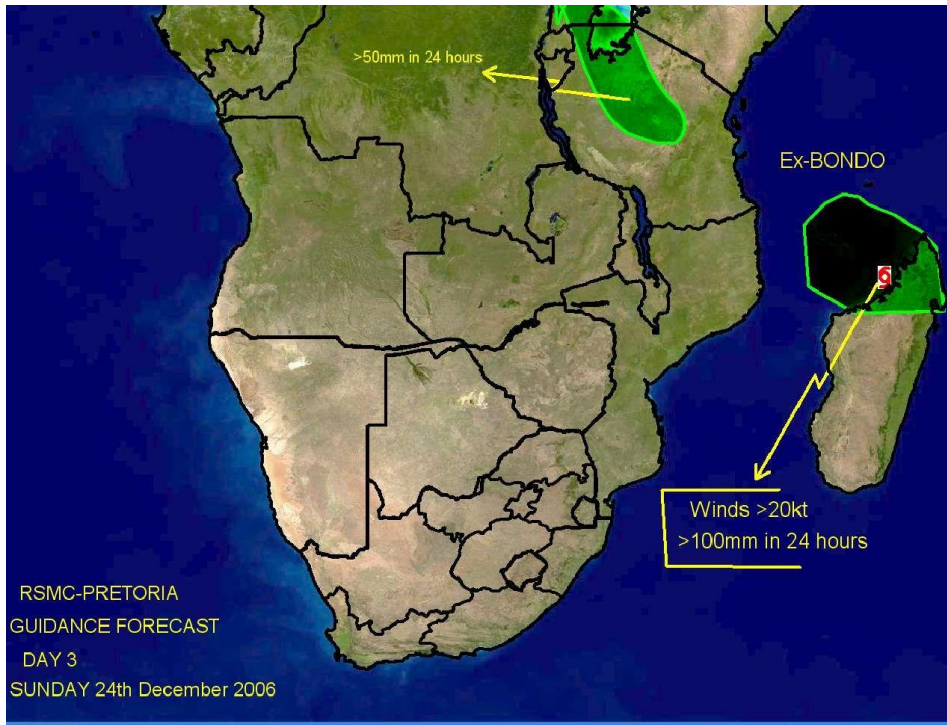 >50mm in 24 hours
Ex-BONDO
Winds >20kt
>100mm in 24 hours
RSMC-PRETORIA
GUIDANCE FORECAST
DAY 3
SUNDAY 24th December 2006